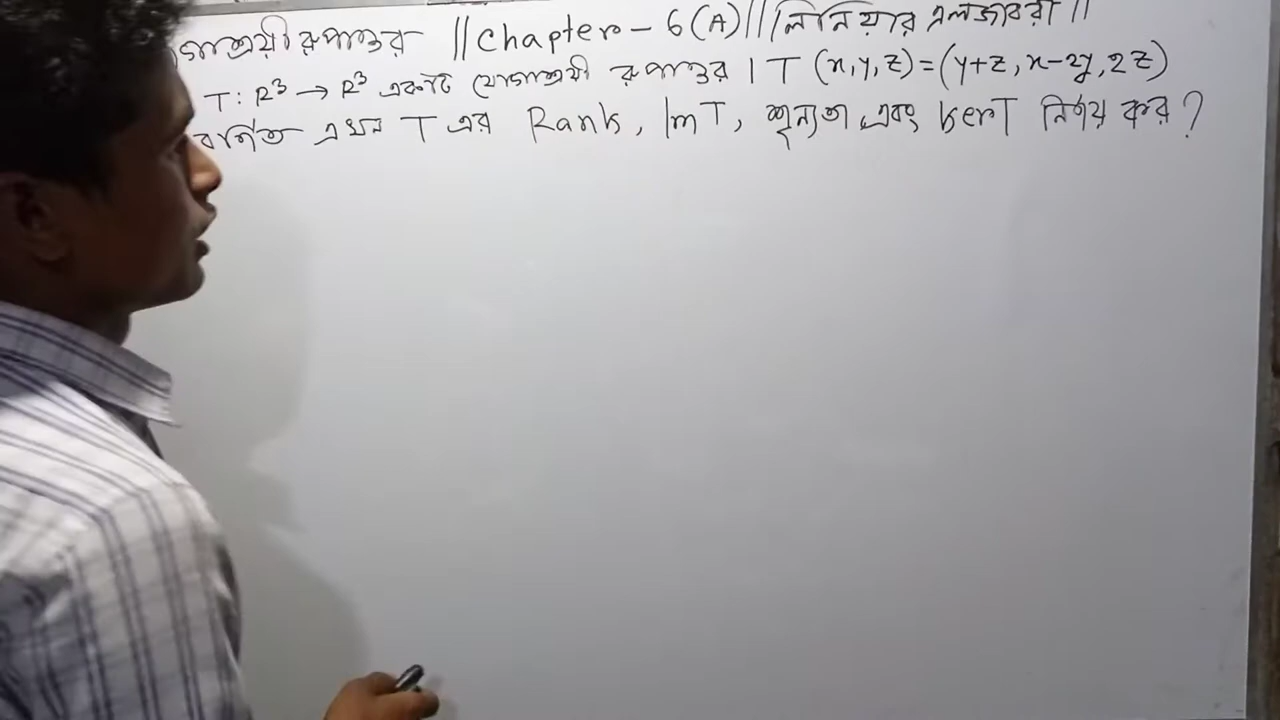 রুপান্তর || Chapter - 6 (A) || লিনিয়ার এলজাবরা ||
T: R³ → R³ একটি যোগাশ্রয়ী রুপান্তর । T (x,y,z) = (y+z, x-2y, 2z)
বর্ণিত এখন T এর Rank, ImT, শূন্যতা এবং kerT নির্ণয় কর ?